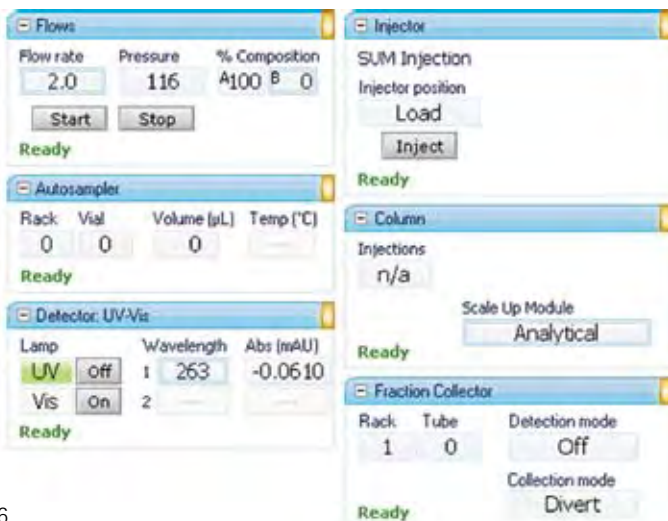 Flows
Flow rate Pressure % Composition
2.0 116 A100 B 0
Start Stop
Ready
Autosampler
Rack Vial Volume (µL) Temp (°C)
0 0 0 ---
Ready
Detector: UV-Vis
Lamp Wavelength Abs (mAU)
UV Off 1 263 -0.0610
Vis On 2 --- ---
Ready
6
Injector
SUM Injection
Injector position
Load
Inject
Ready
Column
Injections
n/a
Scale Up Module
Analytical
Ready
Fraction Collector
Rack Tube Detection mode
1 0 Off
Collection mode
Divert
Ready